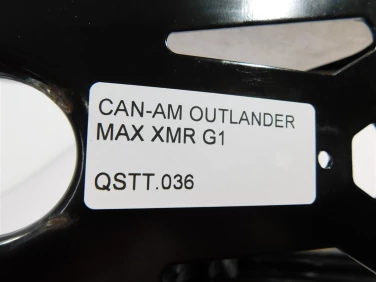 CAN-AM OUTLANDER
MAX XMR G1
QSTT.036